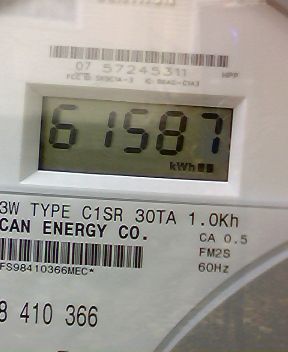 07 57245311
HPP
61587
kWh
3W TYPE C1SR 30TA 1.0Kh
CAN ENERGY CO.
CA 0.5
FM2S
60Hz
FS98410366MEC*
8 410 366